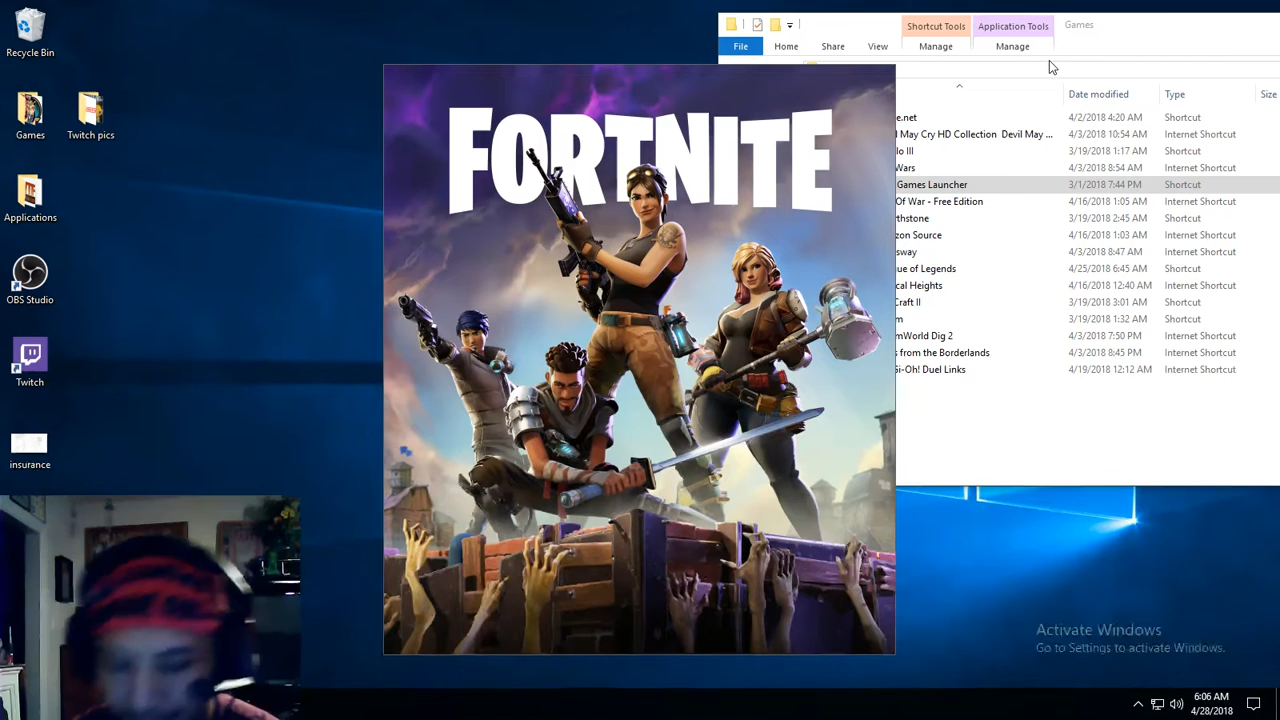 Recycle Bin
Games
Twitch pics
Applications
OBS Studio
Twitch
insurance
FORTNITE
Shortcut Tools
Application Tools
Games
File
Home
Share
View
Manage
Manage
Date modified
Type
Size
e.net 4/2/2018 4:20 AM Shortcut
l May Cry HD Collection Devil May ... 4/3/2018 10:54 AM Internet Shortcut
lo III 3/19/2018 1:17 AM Shortcut
Wars 4/3/2018 8:54 AM Internet Shortcut
Games Launcher 3/1/2018 7:44 PM Shortcut
Of War - Free Edition 4/16/2018 1:05 AM Internet Shortcut
rthstone 3/19/2018 2:45 AM Shortcut
zon Source 4/16/2018 1:03 AM Internet Shortcut
sway 4/3/2018 8:47 AM Internet Shortcut
ue of Legends 4/25/2018 6:45 AM Shortcut
cal Heights 4/16/2018 12:40 AM Internet Shortcut
Craft II 3/19/2018 3:01 AM Shortcut
m 3/19/2018 1:32 AM Shortcut
mWorld Dig 2 4/3/2018 7:50 PM Internet Shortcut
s from the Borderlands 4/3/2018 8:45 PM Internet Shortcut
Gi-Oh! Duel Links 4/19/2018 12:12 AM Internet Shortcut
Activate Windows
Go to Settings to activate Windows.
6:06 AM
4/28/2018